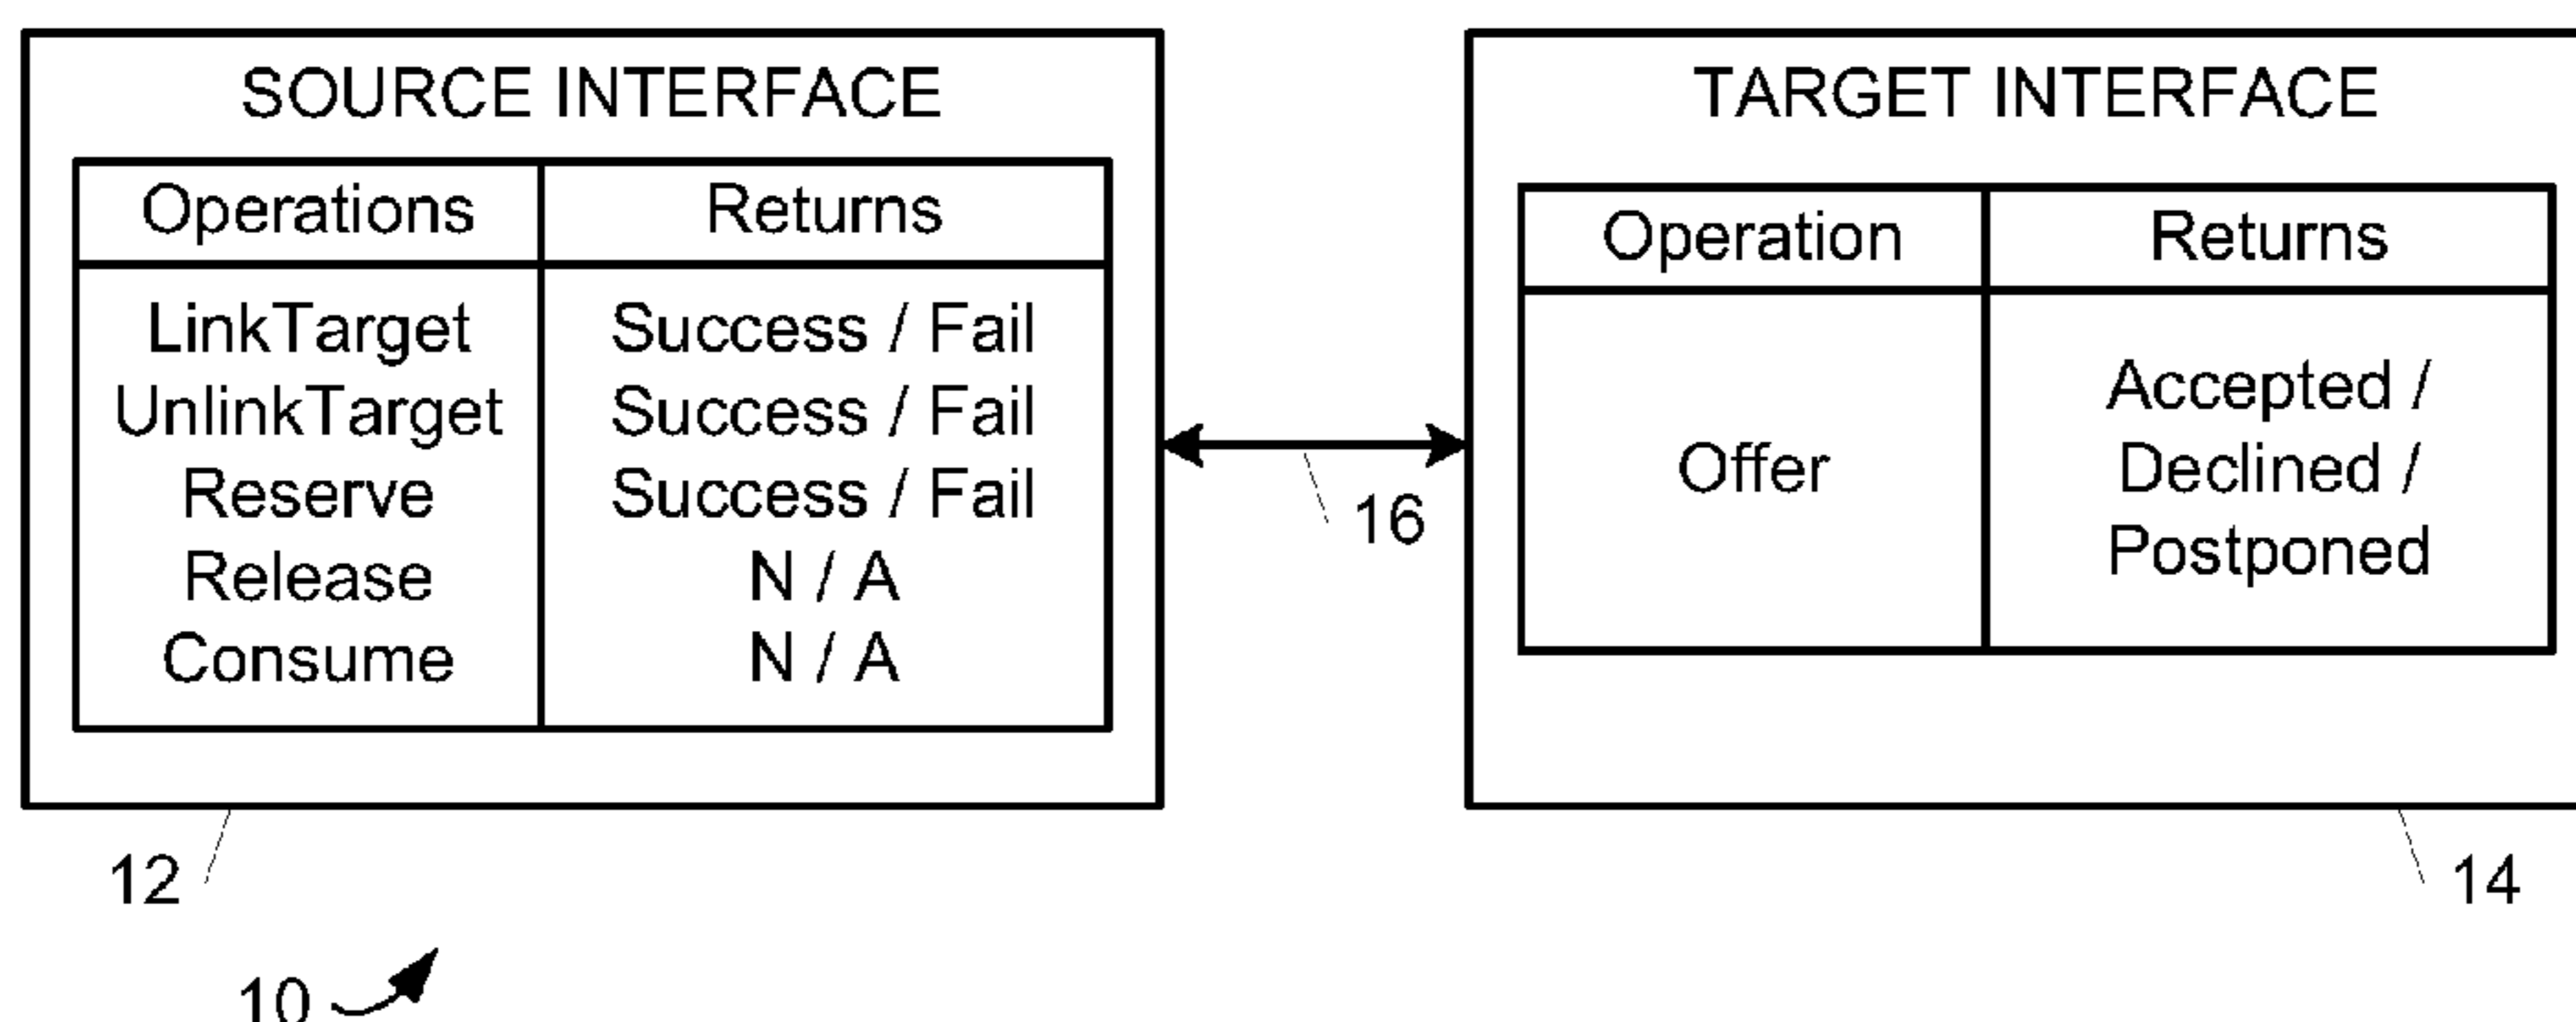 SOURCE INTERFACE
Operations Returns
LinkTarget Success / Fail
UnlinkTarget Success / Fail
Reserve Success / Fail
Release N / A
Consume N / A
12
16
TARGET INTERFACE
Operation Returns
Offer
Accepted /
Declined /
Postponed
14
10